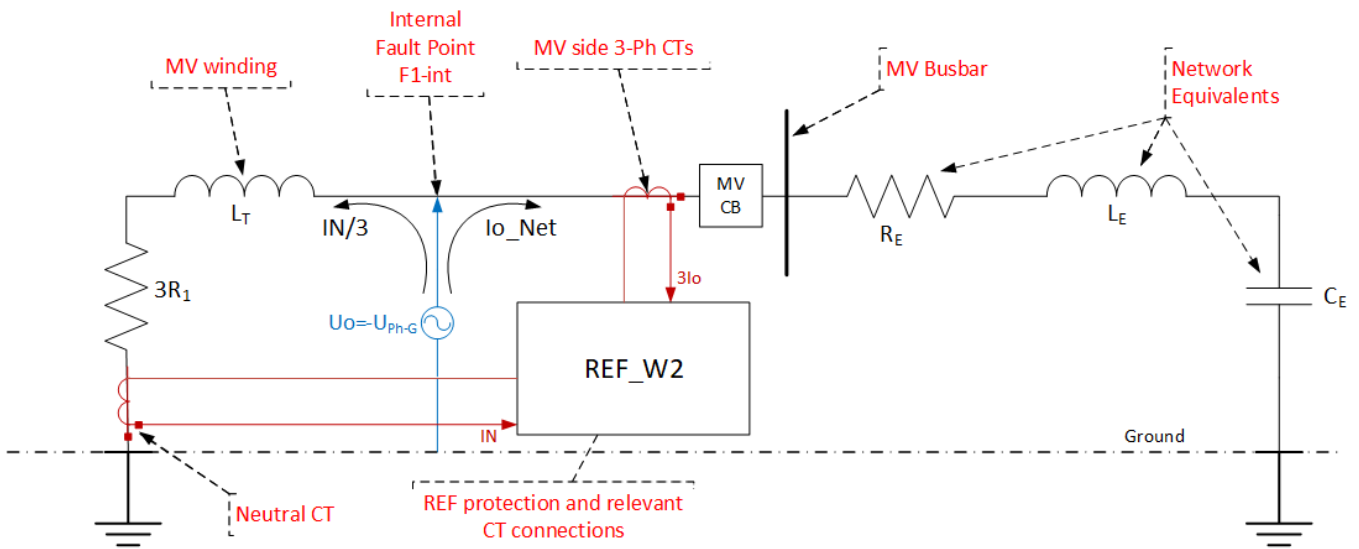 Internal
Fault Point
F1-int
MV side 3-Ph CTs
MV winding
MV Busbar
Network
Equivalents
MV
CB
LT
IN/3
Io_Net
RE
LE
3R1
3Io
CE
Uo=-UPh-G
REF_W2
IN
Ground
Neutral CT
REF protection and relevant
CT connections